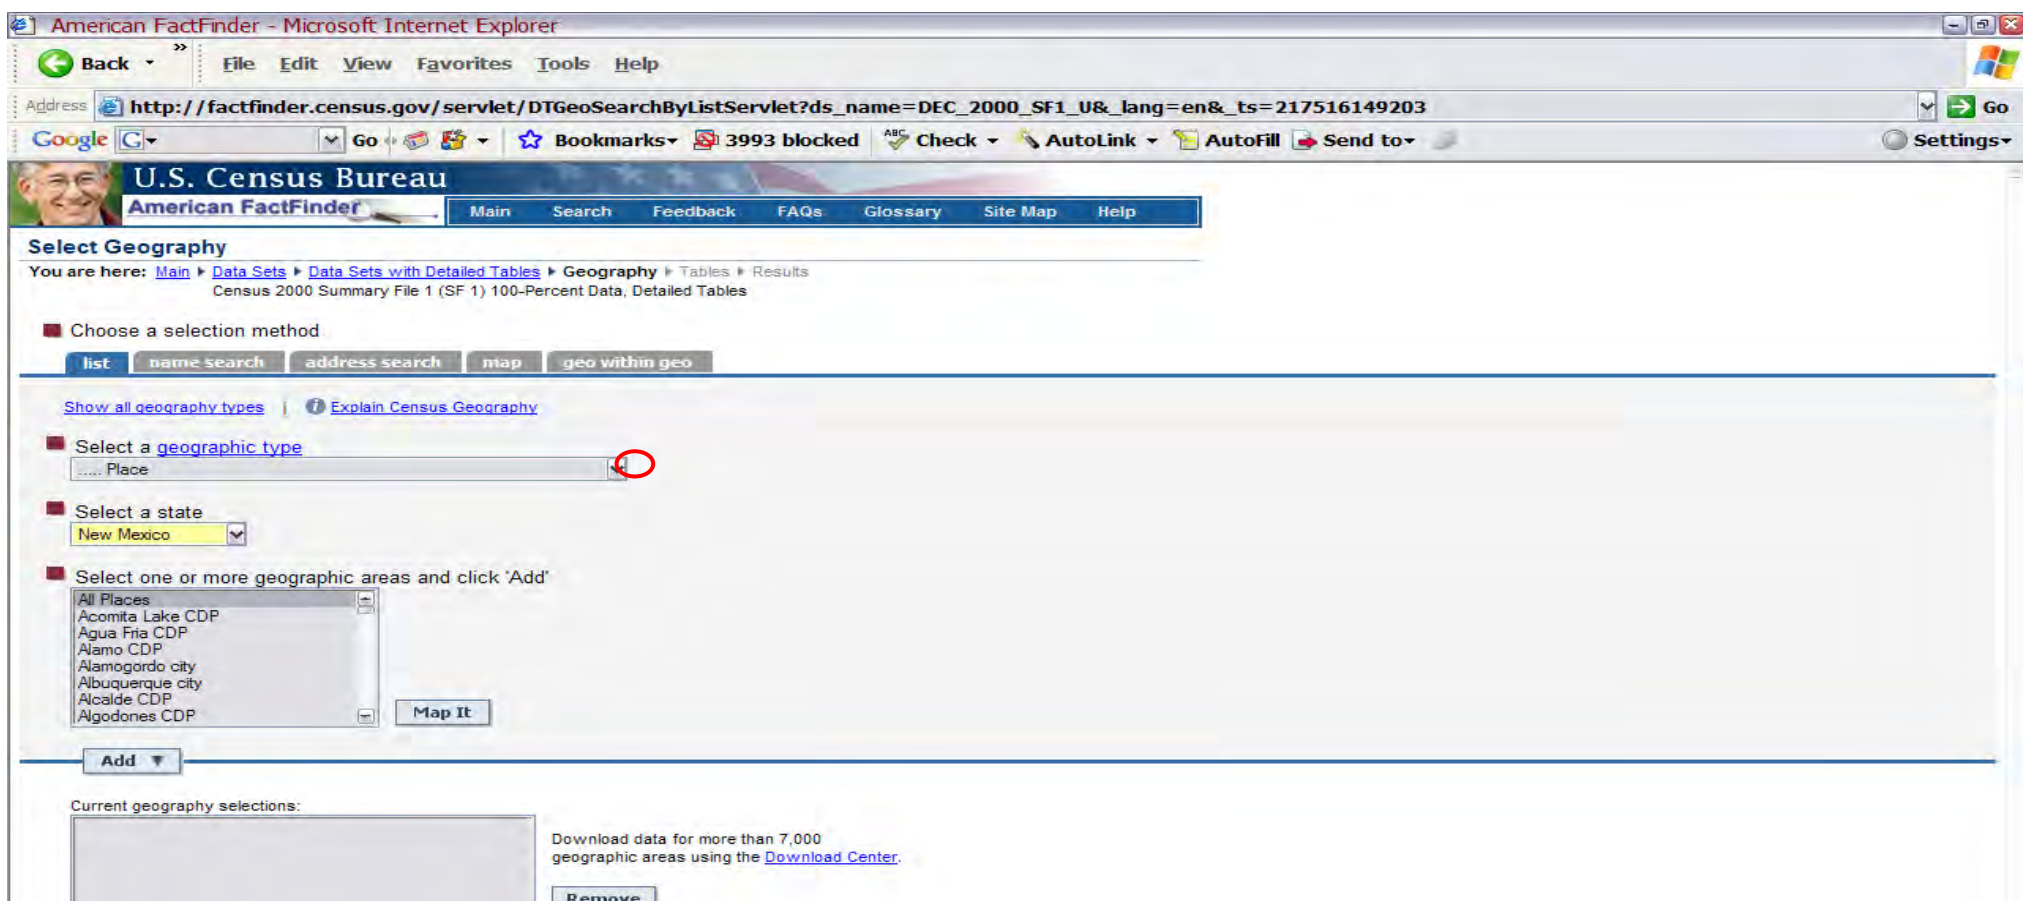 American FactFinder - Microsoft Internet Explorer
Back » File Edit View Favorites Tools Help
Address http://factfinder.census.gov/servlet/DTGeoSearchByListServlet?ds_name=DEC_2000_SF1_U&_lang=en&_ts=217516149203 Go
Google G Go Bookmarks 3993 blocked ABC Check AutoLink AutoFill Send to Settings
U.S. Census Bureau
American FactFinder Main Search Feedback FAQs Glossary Site Map Help
Select Geography
You are here: Main Data Sets Data Sets with Detailed Tables Geography Tables Results
Census 2000 Summary File 1 (SF 1) 100-Percent Data, Detailed Tables
Choose a selection method
list name search address search map geo within geo
Show all geography types | i Explain Census Geography
Select a geographic type
..... Place
Select a state
New Mexico
Select one or more geographic areas and click 'Add'
All Places
Acomita Lake CDP
Agua Fria CDP
Alamo CDP
Alamogordo city
Albuquerque city
Alcalde CDP
Algodones CDP
Map It
Add
Current geography selections:
Download data for more than 7,000
geographic areas using the Download Center.
Remove